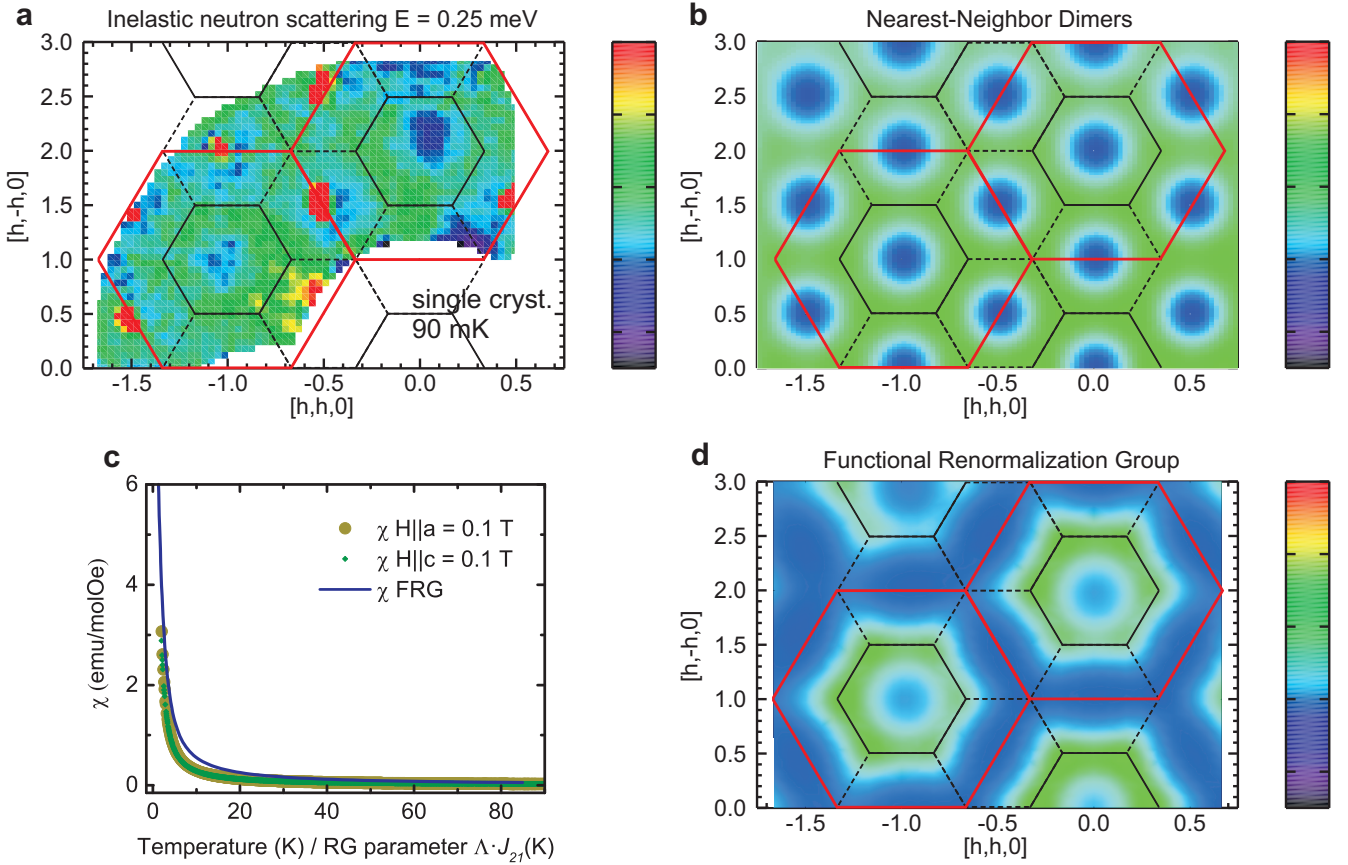 a
Inelastic neutron scattering E = 0.25 meV
3.0
2.5
2.0
1.5
1.0
0.5
0.0
[h,-h,0]
single cryst.
90 mK
-1.5
-1.0
-0.5
0.0
0.5
[h,h,0]
b
Nearest-Neighbor Dimers
3.0
2.5
2.0
1.5
1.0
0.5
0.0
[h,-h,0]
-1.5
-1.0
-0.5
0.0
0.5
[h,h,0]
c
6
4
2
0
χ (emu/molOe)
χ H||a = 0.1 T
χ H||c = 0.1 T
χ FRG
0
20
40
60
80
Temperature (K) / RG parameter Λ·J21(K)
d
Functional Renormalization Group
3.0
2.5
2.0
1.5
1.0
0.5
0.0
[h,-h,0]
-1.5
-1.0
-0.5
0.0
0.5
[h,h,0]